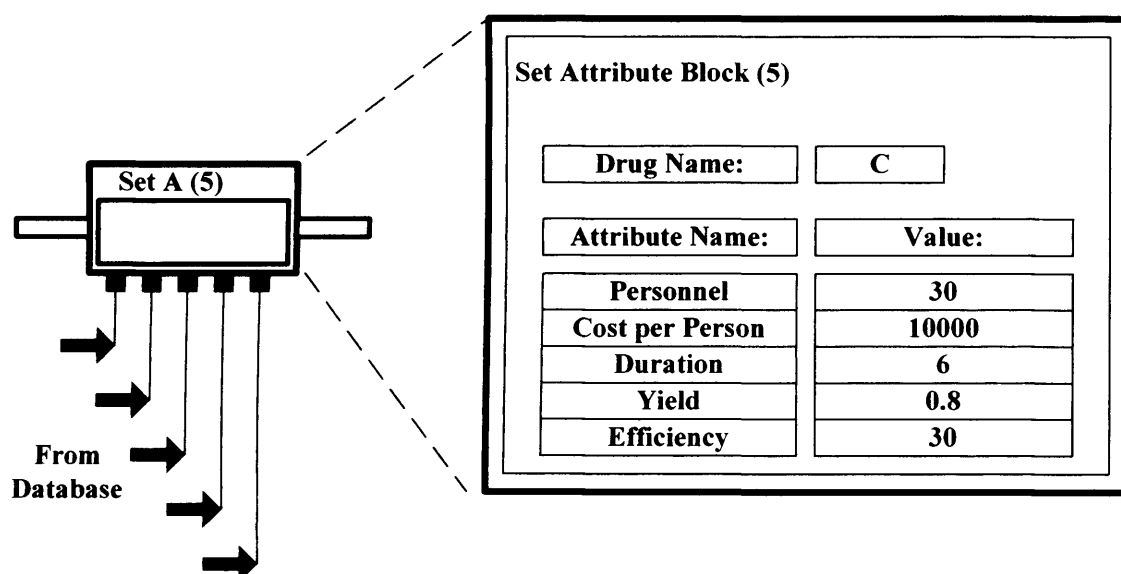 Set A (5)
From
Database
Set Attribute Block (5)
Drug Name: C
Attribute Name: Value:
Personnel 30
Cost per Person 10000
Duration 6
Yield 0.8
Efficiency 30